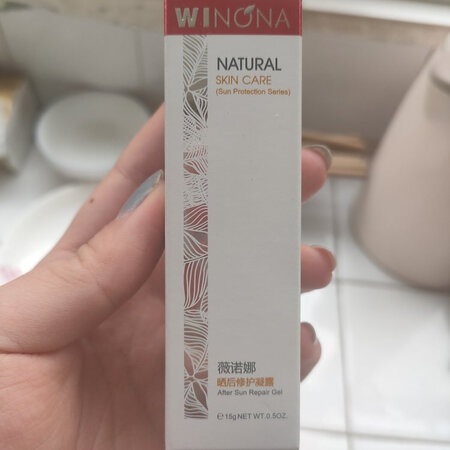 WINONA
NATURAL
SKIN CARE
(Sun Protection Series)
薇诺娜
晒后修护凝露
After Sun Repair Gel
℮ 15g NET WT. 0.5OZ.